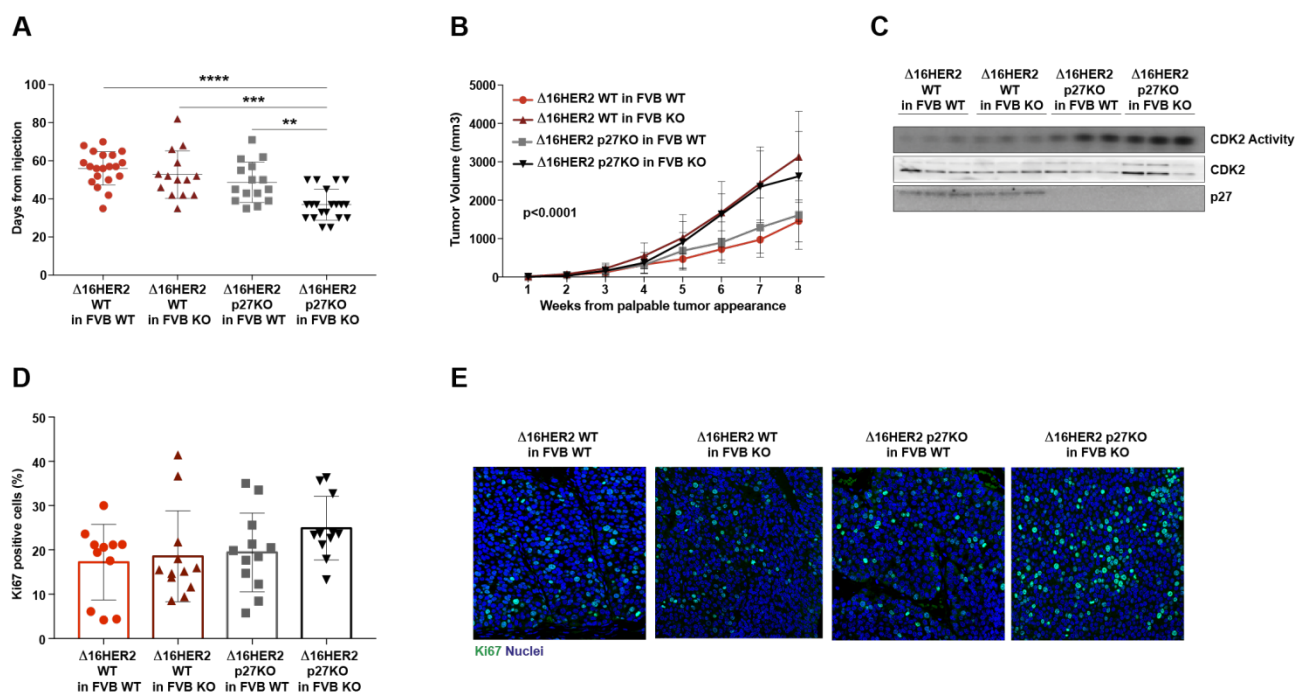 A
Days from injection
100
80
60
40
20
0
****
***
**
Δ16HER2
WT
in FVB WT
Δ16HER2
WT
in FVB KO
Δ16HER2
p27KO
in FVB WT
Δ16HER2
p27KO
in FVB KO
B
Tumor Volume (mm3)
5000
4000
3000
2000
1000
0
Δ16HER2 WT in FVB WT
Δ16HER2 WT in FVB KO
Δ16HER2 p27KO in FVB WT
Δ16HER2 p27KO in FVB KO
p<0.0001
1 2 3 4 5 6 7 8
Weeks from palpable tumor appearance
C
Δ16HER2
WT
in FVB WT
Δ16HER2
WT
in FVB KO
Δ16HER2
p27KO
in FVB WT
Δ16HER2
p27KO
in FVB KO
CDK2 Activity
CDK2
p27
D
Ki67 positive cells (%)
50
40
30
20
10
0
Δ16HER2
WT
in FVB WT
Δ16HER2
WT
in FVB KO
Δ16HER2
p27KO
in FVB WT
Δ16HER2
p27KO
in FVB KO
E
Δ16HER2 WT
in FVB WT
Δ16HER2 WT
in FVB KO
Δ16HER2 p27KO
in FVB WT
Δ16HER2 p27KO
in FVB KO
Ki67 Nuclei